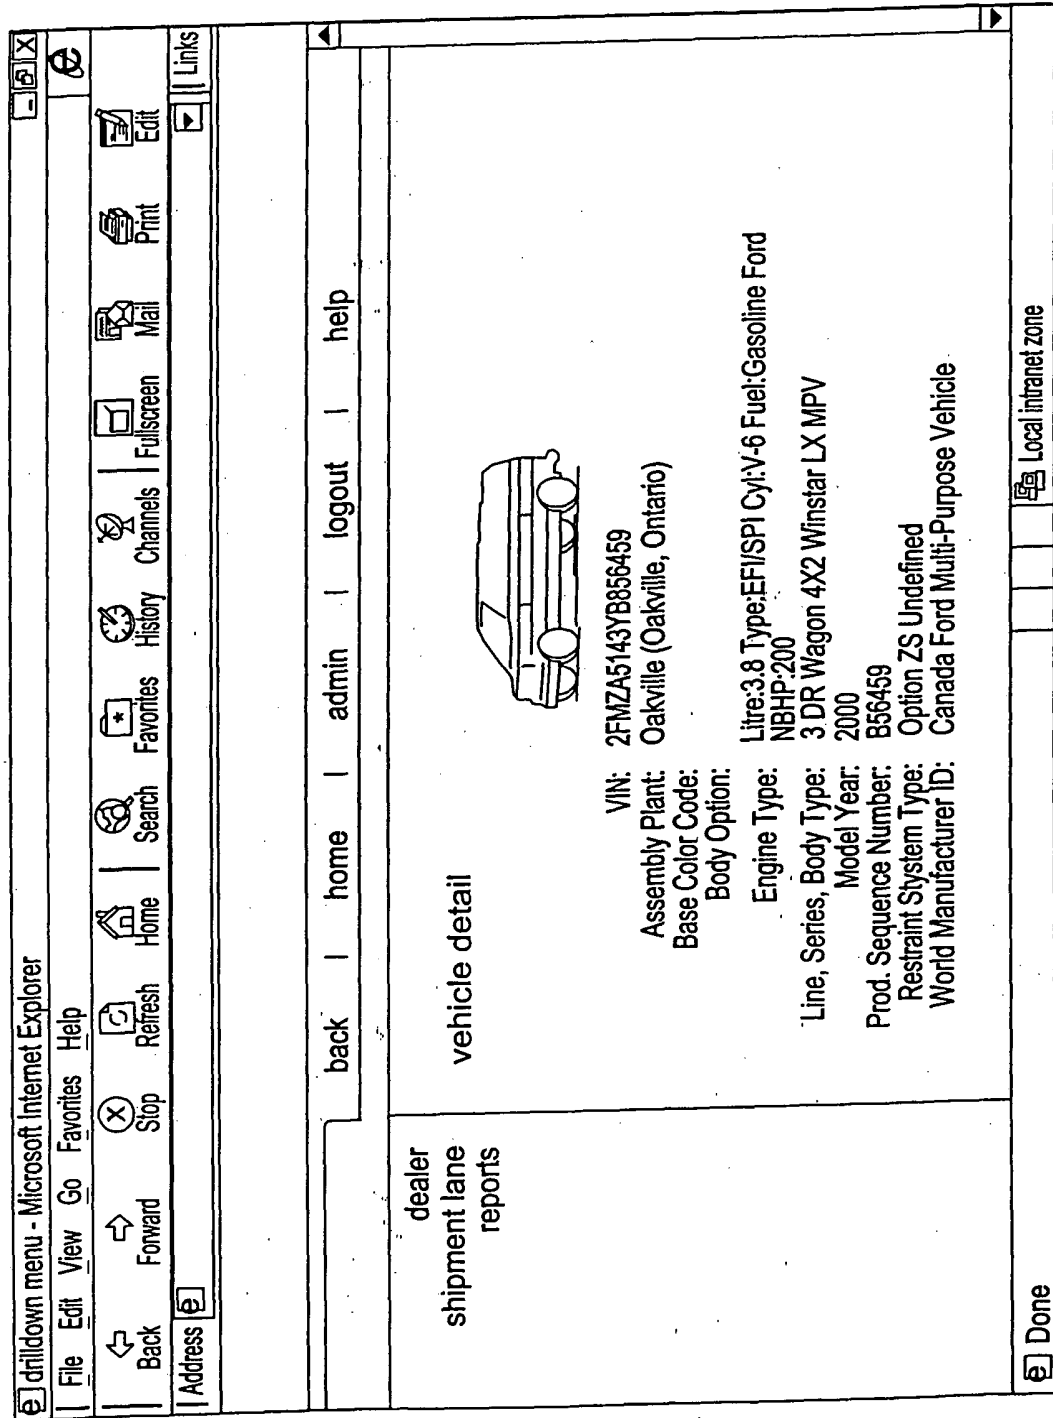 drilldown menu - Microsoft Internet Explorer
File Edit View Go Favorites Help
Back Forward Stop Refresh Home Search Favorites History Channels Fullscreen Mail Print Edit
Address Links
back | home | admin | logout | help
dealer
shipment lane
reports
vehicle detail
VIN: 2FMZA5143YB856459
Assembly Plant: Oakville (Oakville, Ontario)
Base Color Code:
Body Option:
Engine Type: Litre:3.8 Type:EFI/SPI Cyl:V-6 Fuel:Gasoline Ford
NBHP:200
Line, Series, Body Type: 3 DR Wagon 4X2 Winstar LX MPV
Model Year: 2000
Prod. Sequence Number: B56459
Restraint Stystem Type: Option ZS Undefined
World Manufacturer ID: Canada Ford Multi-Purpose Vehicle
Done Local intranet zone